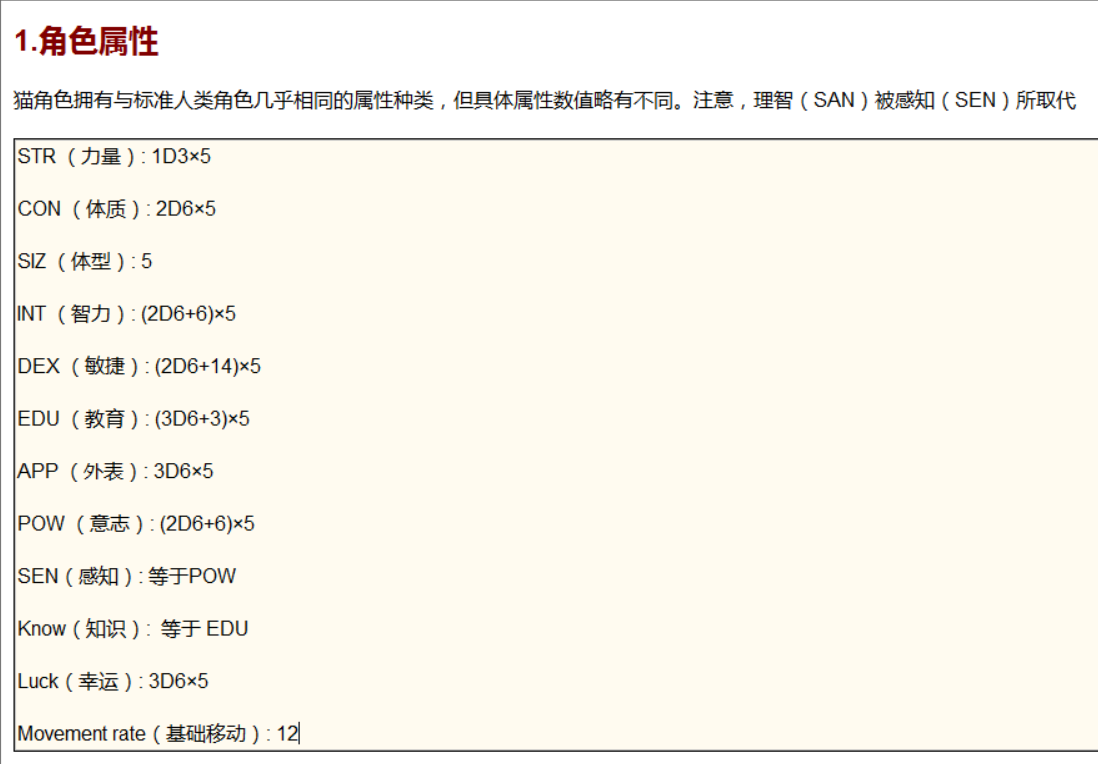 1.角色属性
猫角色拥有与标准人类角色几乎相同的属性种类，但具体属性数值略有不同。注意，理智（SAN）被感知（SEN）所取代
STR （力量）: 1D3×5
CON （体质）: 2D6×5
SIZ （体型）: 5
INT （智力）: (2D6+6)×5
DEX （敏捷）: (2D6+14)×5
EDU （教育）: (3D6+3)×5
APP （外表）: 3D6×5
POW （意志）: (2D6+6)×5
SEN（感知）: 等于POW
Know（知识）: 等于 EDU
Luck（幸运）: 3D6×5
Movement rate（基础移动）: 12